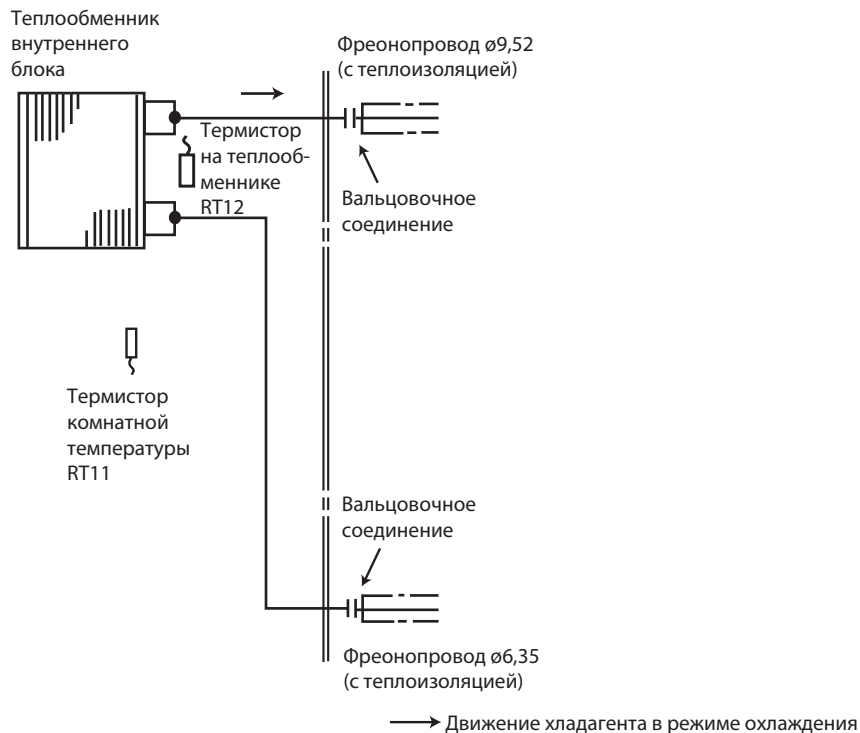 Теплообменник
внутреннего
блока
Фреонопровод ø9,52
(с теплоизоляцией)
Термистор
на теплооб-
меннике
RT12
Вальцовочное
соединение
Термистор
комнатной
температуры
RT11
Вальцовочное
соединение
Фреонопровод ø6,35
(с теплоизоляцией)
Движение хладагента в режиме охлаждения